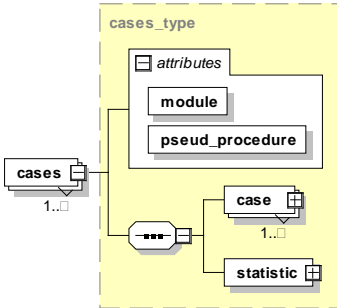 cases_type
attributes
module
pseud_procedure
cases
1..□
case
1..□
statistic